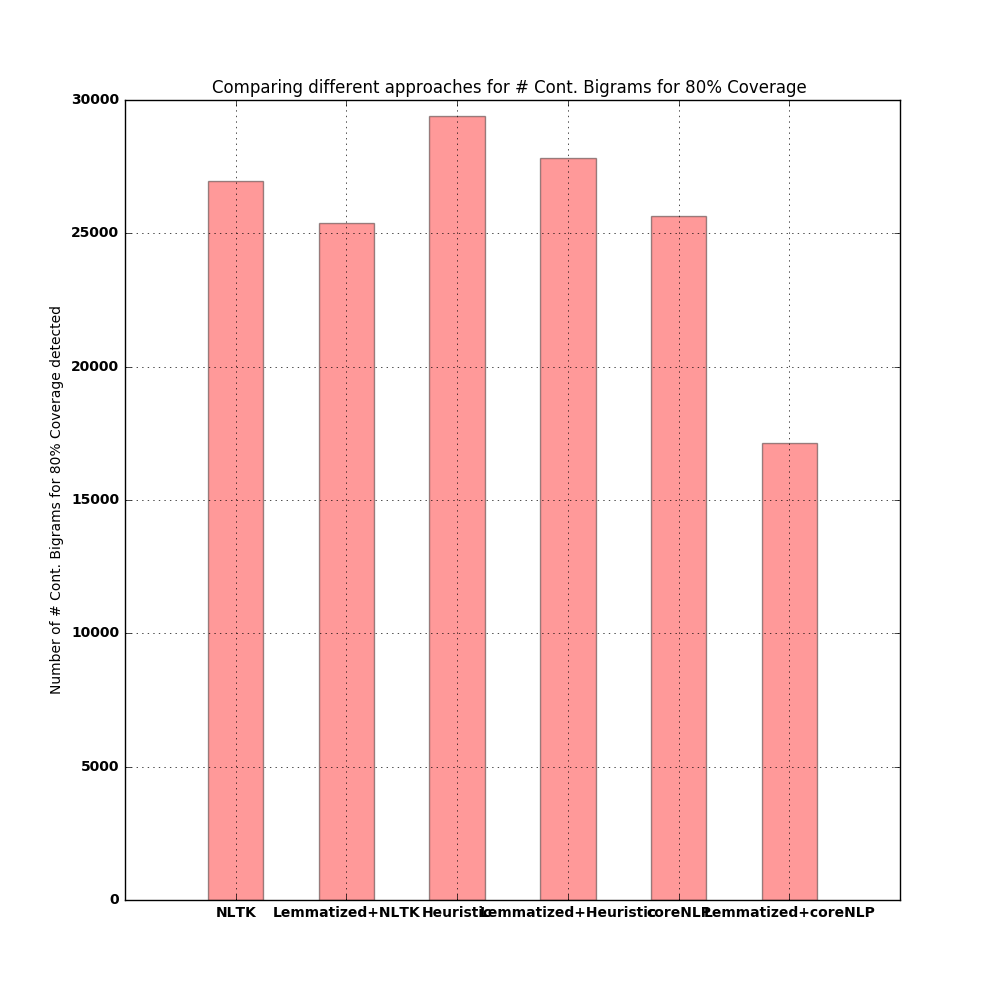 Comparing different approaches for # Cont. Bigrams for 80% Coverage
Number of # Cont. Bigrams for 80% Coverage detected
30000
25000
20000
15000
10000
5000
0
NLTK Lemmatized+NLTK Heuristic Lemmatized+Heuristic coreNLP Lemmatized+coreNLP